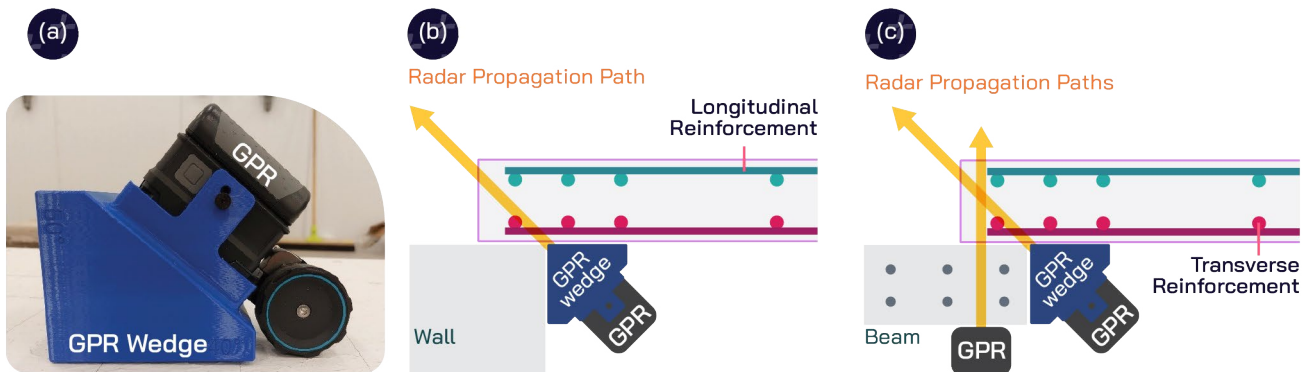 (a)
GPR
GPR Wedge
(b)
Radar Propagation Path
Longitudinal
Reinforcement
GPR
wedge
GPR
Wall
(c)
Radar Propagation Paths
GPR
wedge
GPR
Transverse
Reinforcement
Beam
GPR